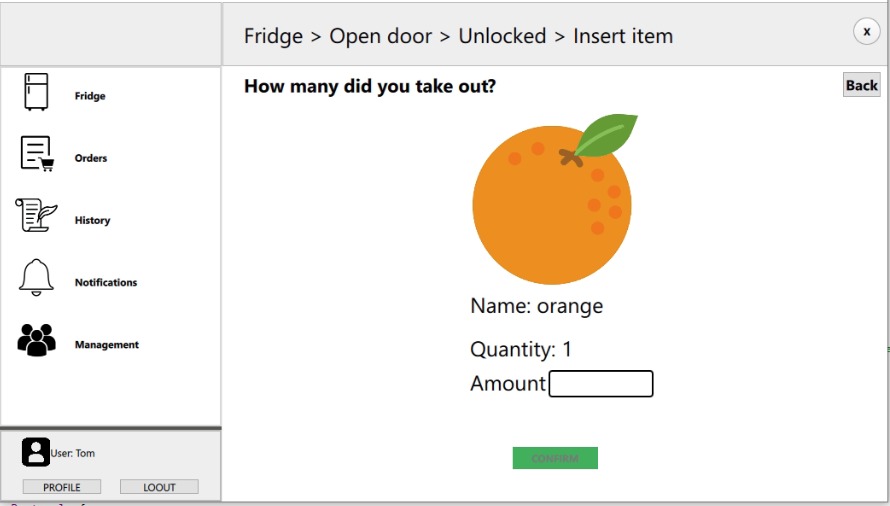 Fridge > Open door > Unlocked > Insert item
x
Fridge
Orders
History
Notifications
Management
User: Tom
PROFILE
LOOUT
How many did you take out?
Back
Name: orange
Quantity: 1
Amount
CONFIRM